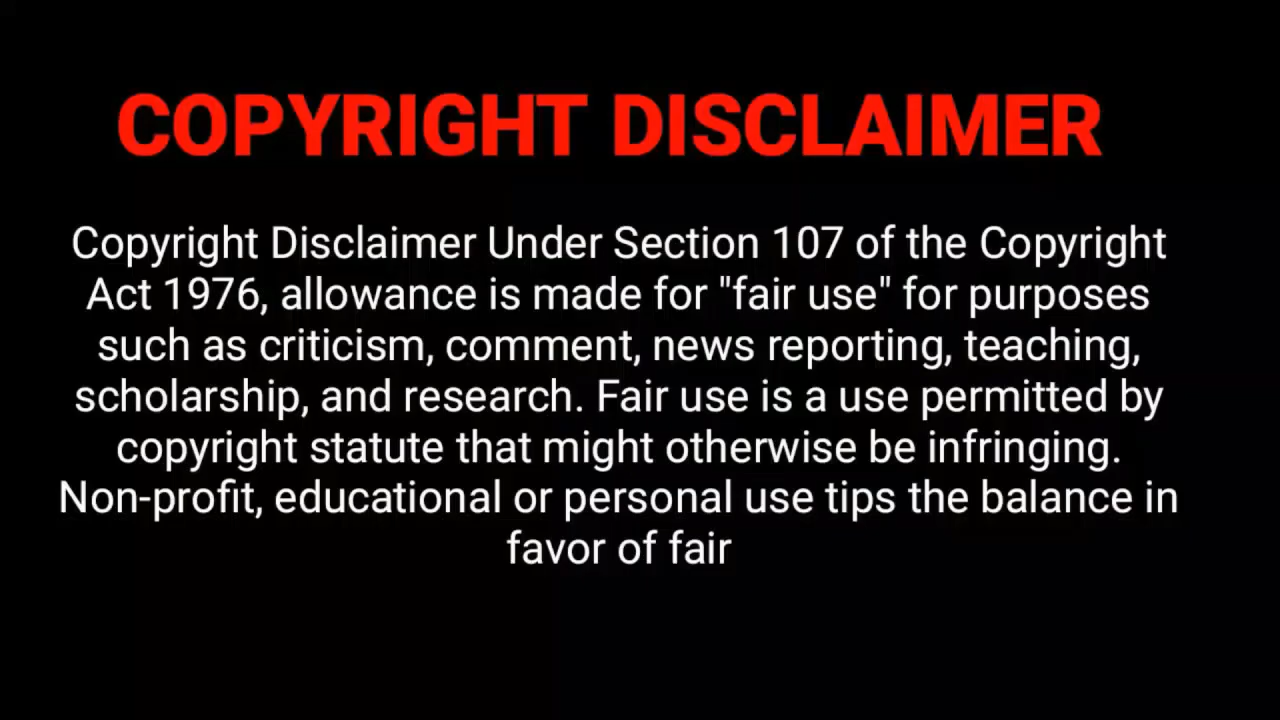 COPYRIGHT DISCLAIMER
Copyright Disclaimer Under Section 107 of the Copyright
Act 1976, allowance is made for "fair use" for purposes
such as criticism, comment, news reporting, teaching,
scholarship, and research. Fair use is a use permitted by
copyright statute that might otherwise be infringing.
Non-profit, educational or personal use tips the balance in
favor of fair